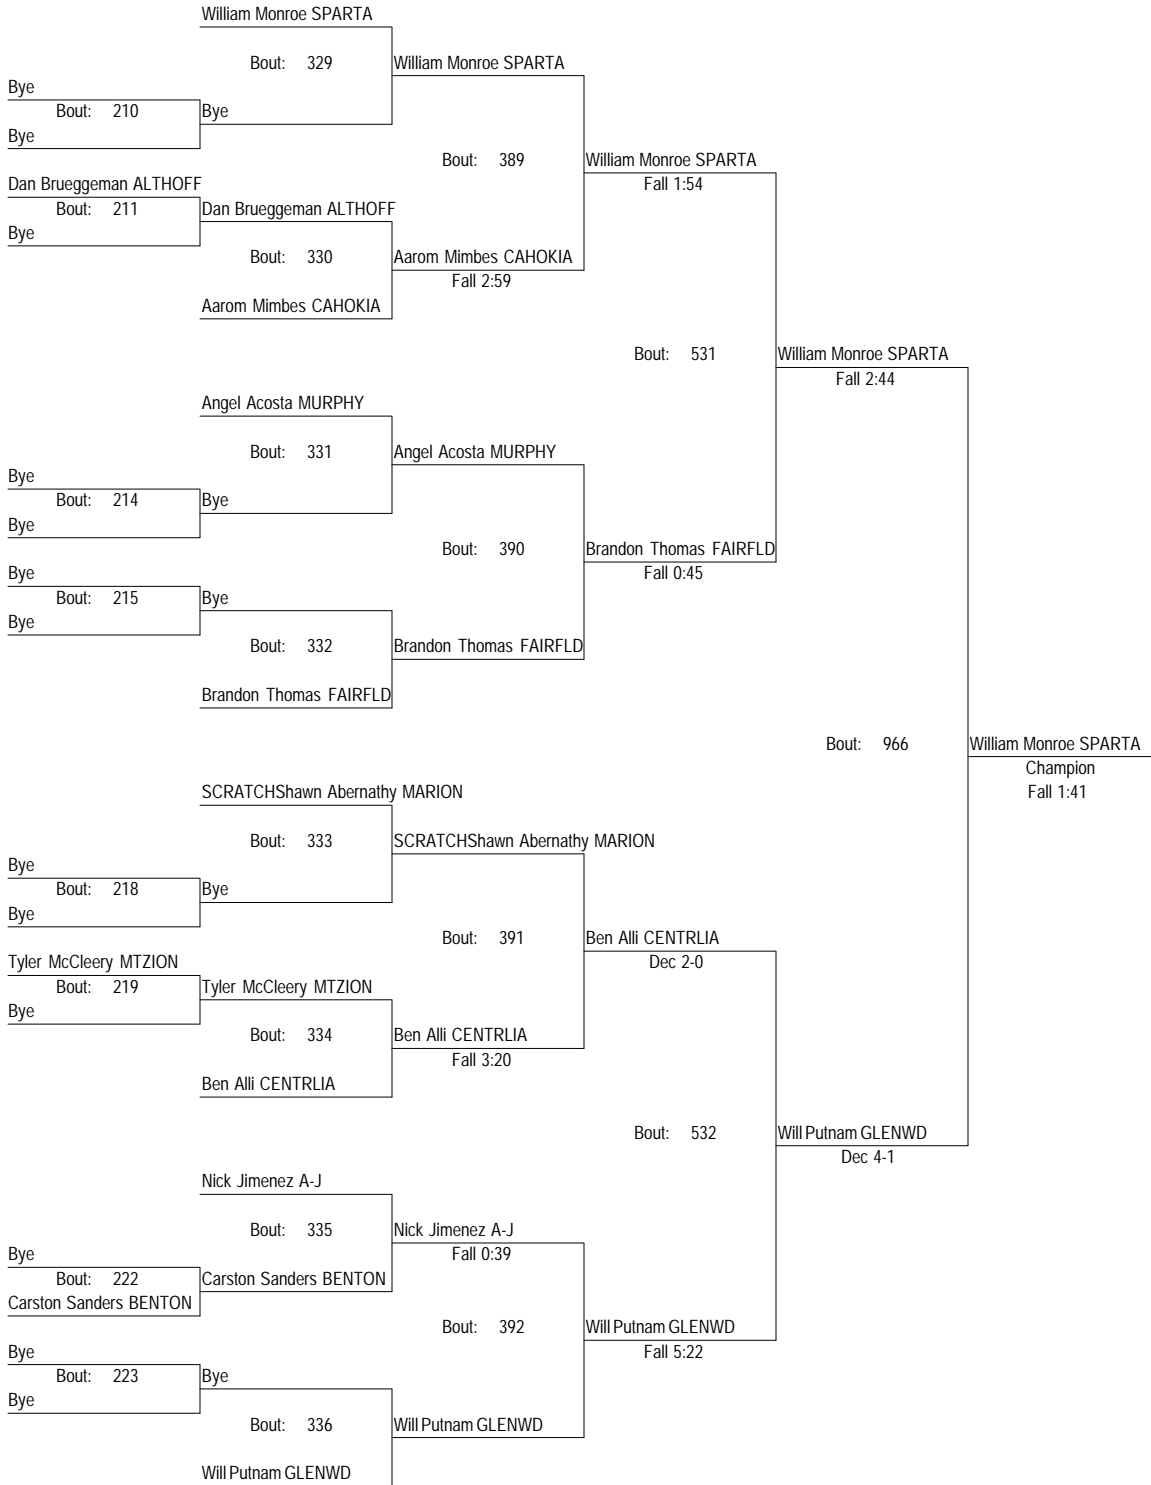 William Monroe SPARTA
Bout: 329
William Monroe SPARTA
Bye
Bout: 210
Bye
Bye
Bout: 389
William Monroe SPARTA
Fall 1:54
Dan Brueggeman ALTHOFF
Bout: 211
Dan Brueggeman ALTHOFF
Bye
Bout: 330
Aarom Mimbes CAHOKIA
Fall 2:59
Aarom Mimbes CAHOKIA
Bout: 531
William Monroe SPARTA
Fall 2:44
Angel Acosta MURPHY
Bout: 331
Angel Acosta MURPHY
Bye
Bout: 214
Bye
Bye
Bout: 390
Brandon Thomas FAIRFLD
Fall 0:45
Bye
Bout: 215
Bye
Bye
Bout: 332
Brandon Thomas FAIRFLD
Brandon Thomas FAIRFLD
Bout: 966
William Monroe SPARTA
Champion
Fall 1:41
SCRATCHShawn Abernathy MARION
Bout: 333
SCRATCHShawn Abernathy MARION
Bye
Bout: 218
Bye
Bye
Bout: 391
Ben Alli CENTRLIA
Dec 2-0
Tyler McCleery MTZION
Bout: 219
Tyler McCleery MTZION
Bye
Bout: 334
Ben Alli CENTRLIA
Fall 3:20
Ben Alli CENTRLIA
Bout: 532
Will Putnam GLENWD
Dec 4-1
Nick Jimenez A-J
Bout: 335
Nick Jimenez A-J
Fall 0:39
Bye
Bout: 222
Carston Sanders BENTON
Carston Sanders BENTON
Bout: 392
Will Putnam GLENWD
Fall 5:22
Bye
Bout: 223
Bye
Bye
Bout: 336
Will Putnam GLENWD
Will Putnam GLENWD